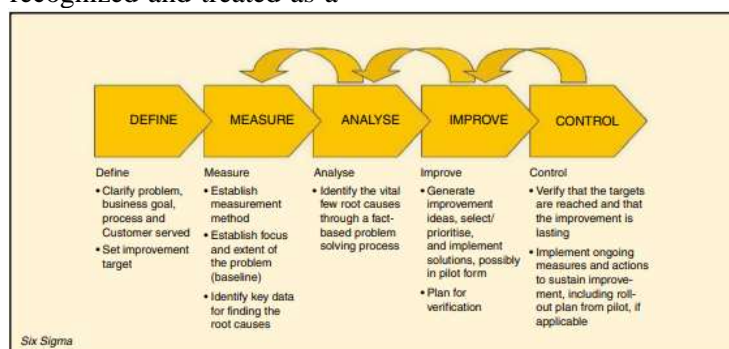 recognized and treated as a
DEFINE
MEASURE
ANALYSE
IMPROVE
CONTROL
Define
• Clarify problem,
business goal,
process and
Customer served
• Set improvement
target
Measure
• Establish
measurement
method
• Establish focus
and extent of
the problem
(baseline)
• Identify key data
for finding the
root causes
Analyse
• Identify the vital
few root causes
through a fact-
based problem
solving process
Improve
• Generate
improvement
ideas, select/
prioritise,
and implement
solutions, possibly
in pilot form
• Plan for
verification
Control
• Verify that the targets
are reached and that
the improvement is
lasting
• Implement ongoing
measures and actions
to sustain improve-
ment, including roll-
out plan from pilot, if
applicable
Six Sigma